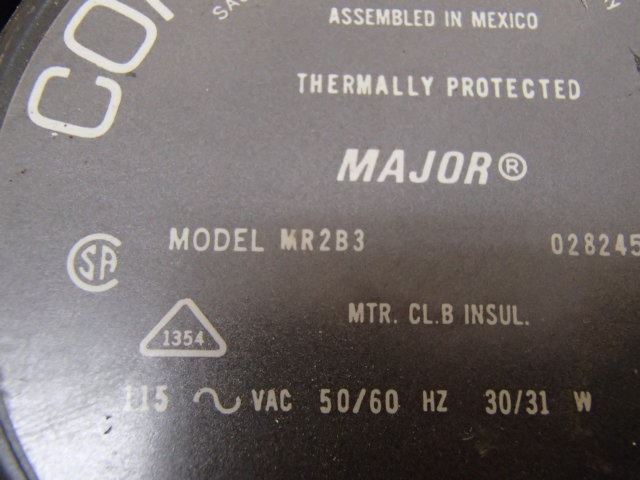 ASSEMBLED IN MEXICO
THERMALLY PROTECTED
MAJOR®
MODEL MR2B3 028245
SA
MTR. CL.B INSUL.
1354
115 ~ VAC 50/60 HZ 30/31 W